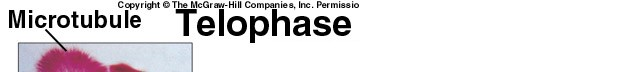 Copyright © The McGraw-Hill Companies, Inc. Permissio
Microtubule
Telophase